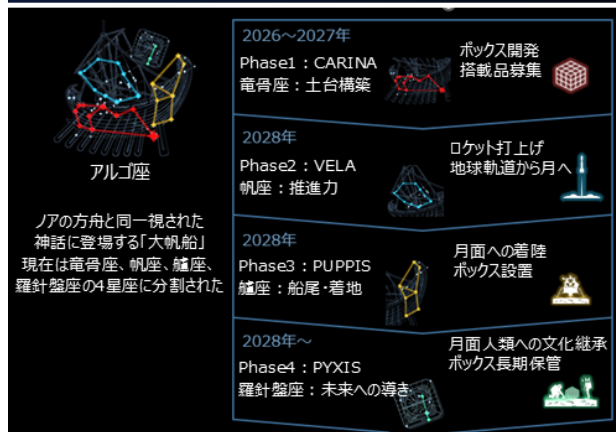 アルゴ座
ノアの方舟と同一視された
神話に登場する「大帆船」
現在は竜骨座、帆座、艫座、
羅針盤座の4星座に分割された
2026～2027年
Phase1：CARINA
竜骨座：土台構築
ボックス開発
搭載品募集
2028年
Phase2：VELA
帆座：推進力
ロケット打上げ
地球軌道から月へ
2028年
Phase3：PUPPIS
艫座：船尾・着地
月面への着陸
ボックス設置
2028年～
Phase4：PYXIS
羅針盤座：未来への導き
月面人類への文化継承
ボックス長期保管